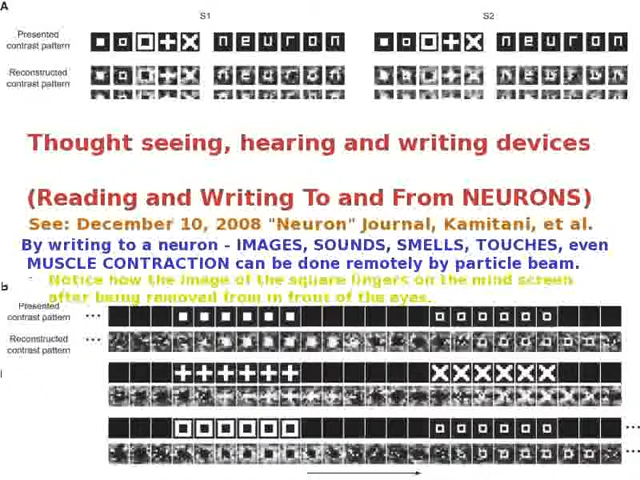 A
S1 S2
Presented
contrast pattern
n e u r o n n e u r o n
Reconstructed
contrast pattern
n e u r o n n e u r o n
Thought seeing, hearing and writing devices
(Reading and Writing To and From NEURONS)
See: December 10, 2008 "Neuron" Journal, Kamitani, et al.
By writing to a neuron - IMAGES, SOUNDS, SMELLS, TOUCHES, even
MUSCLE CONTRACTION can be done remotely by particle beam.
Notice how the image of the square lingers on the mind screen
after being removed from in front of the eyes.
Presented
contrast pattern
Reconstructed
contrast pattern